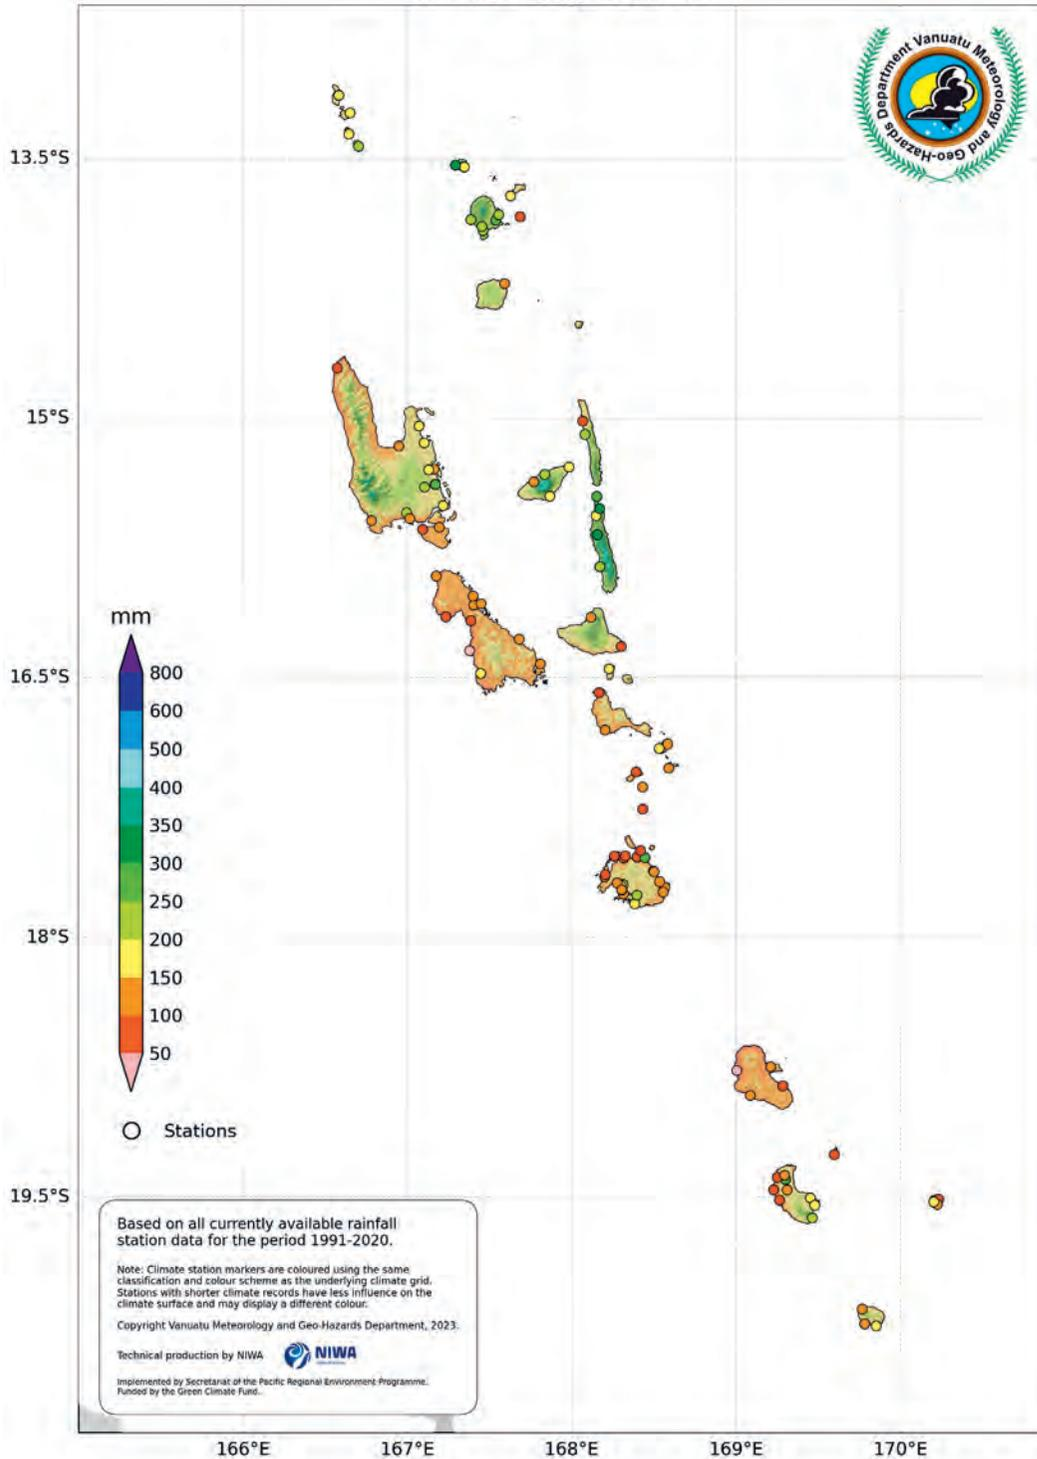 Vanuatu Meteorology and Geo-Hazards Department
13.5°S
15°S
16.5°S
18°S
19.5°S
mm
800
600
500
400
350
300
250
200
150
100
50
Stations
Based on all currently available rainfall
station data for the period 1991-2020.
Note: Climate station markers are coloured using the same
classification and colour scheme as the underlying climate grid.
Stations with shorter climate records have less influence on the
climate surface and may display a different colour.
Copyright Vanuatu Meteorology and Geo-Hazards Department, 2023.
Technical production by NIWA
NIWA
Implemented by Secretariat of the Pacific Regional Environment Programme.
Funded by the Green Climate Fund.
166°E
167°E
168°E
169°E
170°E